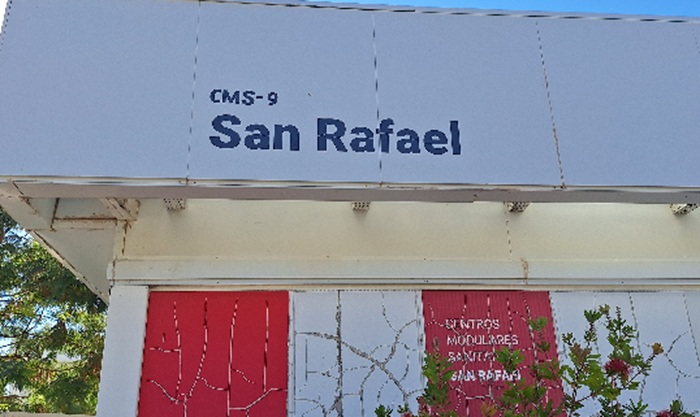 CMS-9
San Rafael
CENTROS
MODULARES
SAN RAFAEL